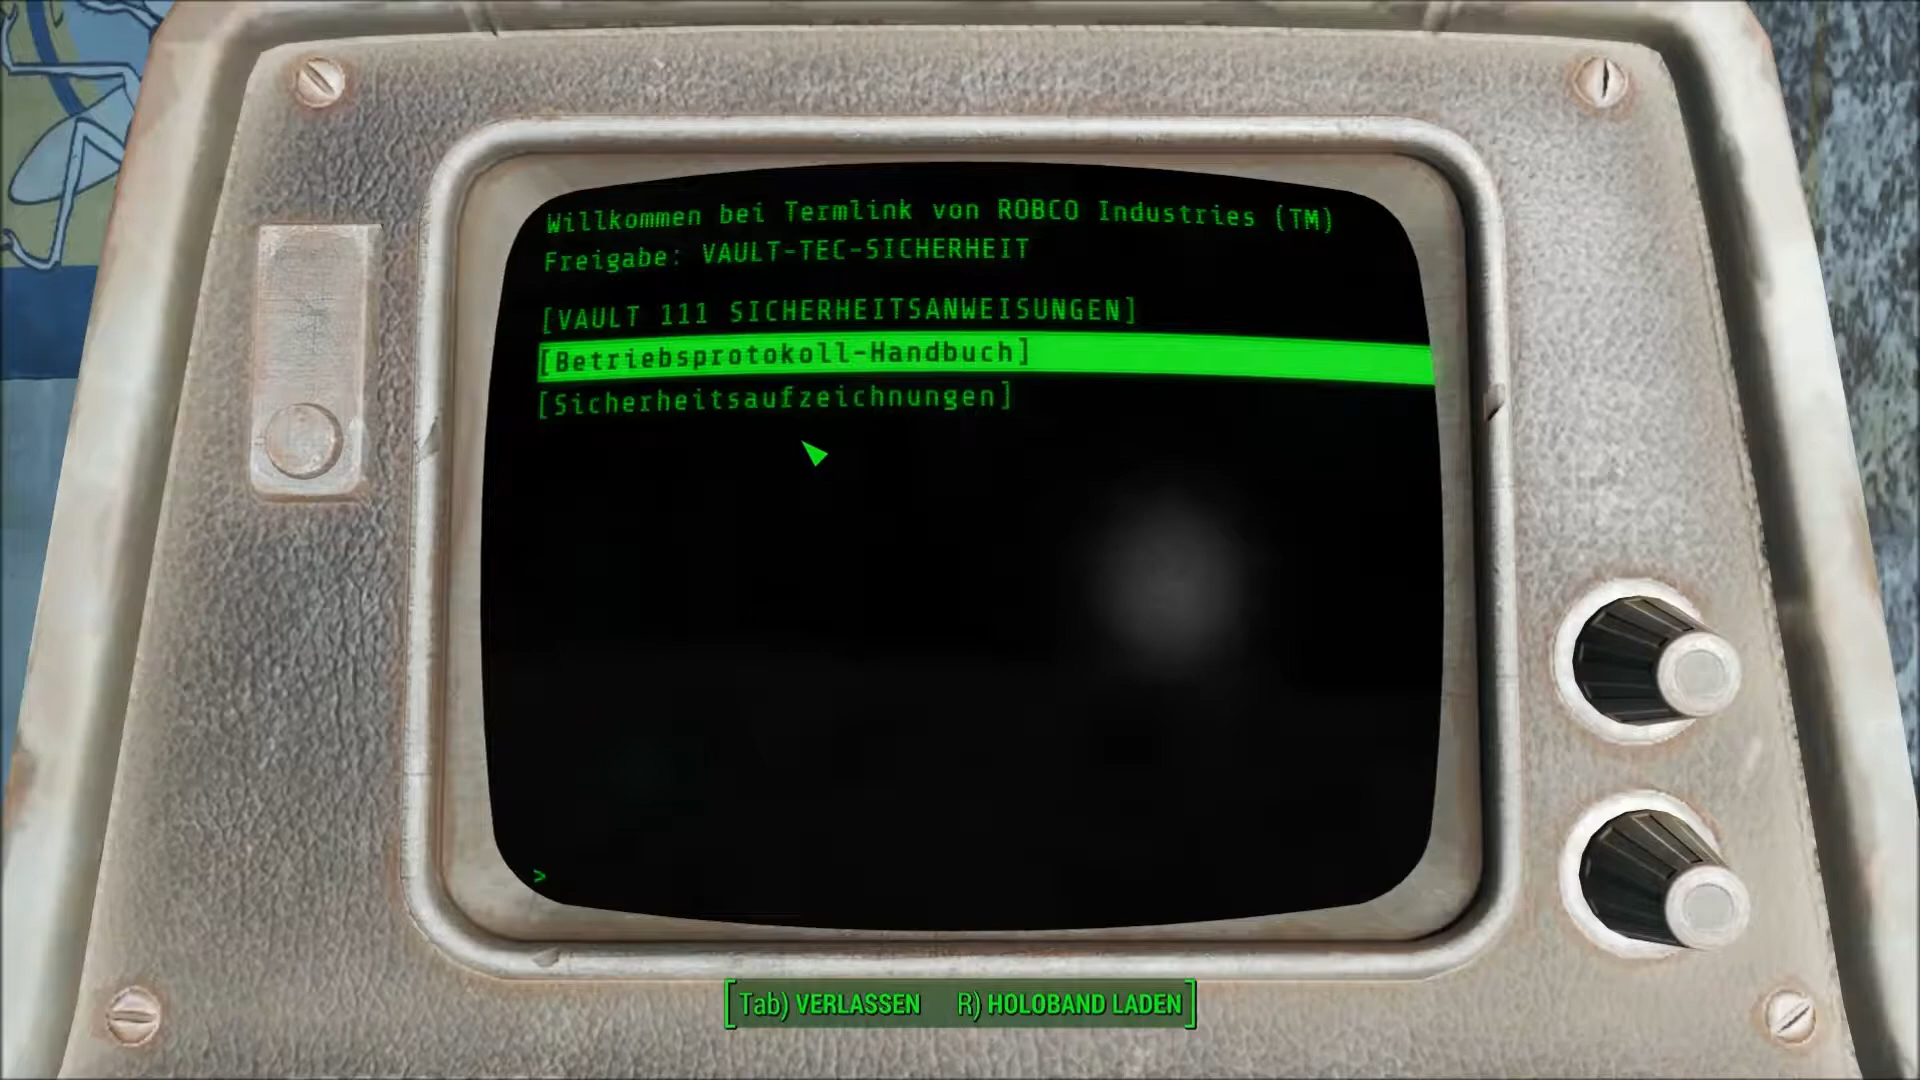 Willkommen bei Termlink von ROBCO Industries (TM)
Freigabe: VAULT-TEC-SICHERHEIT
[VAULT 111 SICHERHEITSANWEISUNGEN]
[Betriebsprotokoll-Handbuch]
[Sicherheitsaufzeichnungen]
>
[Tab) VERLASSEN R) HOLOBAND LADEN]